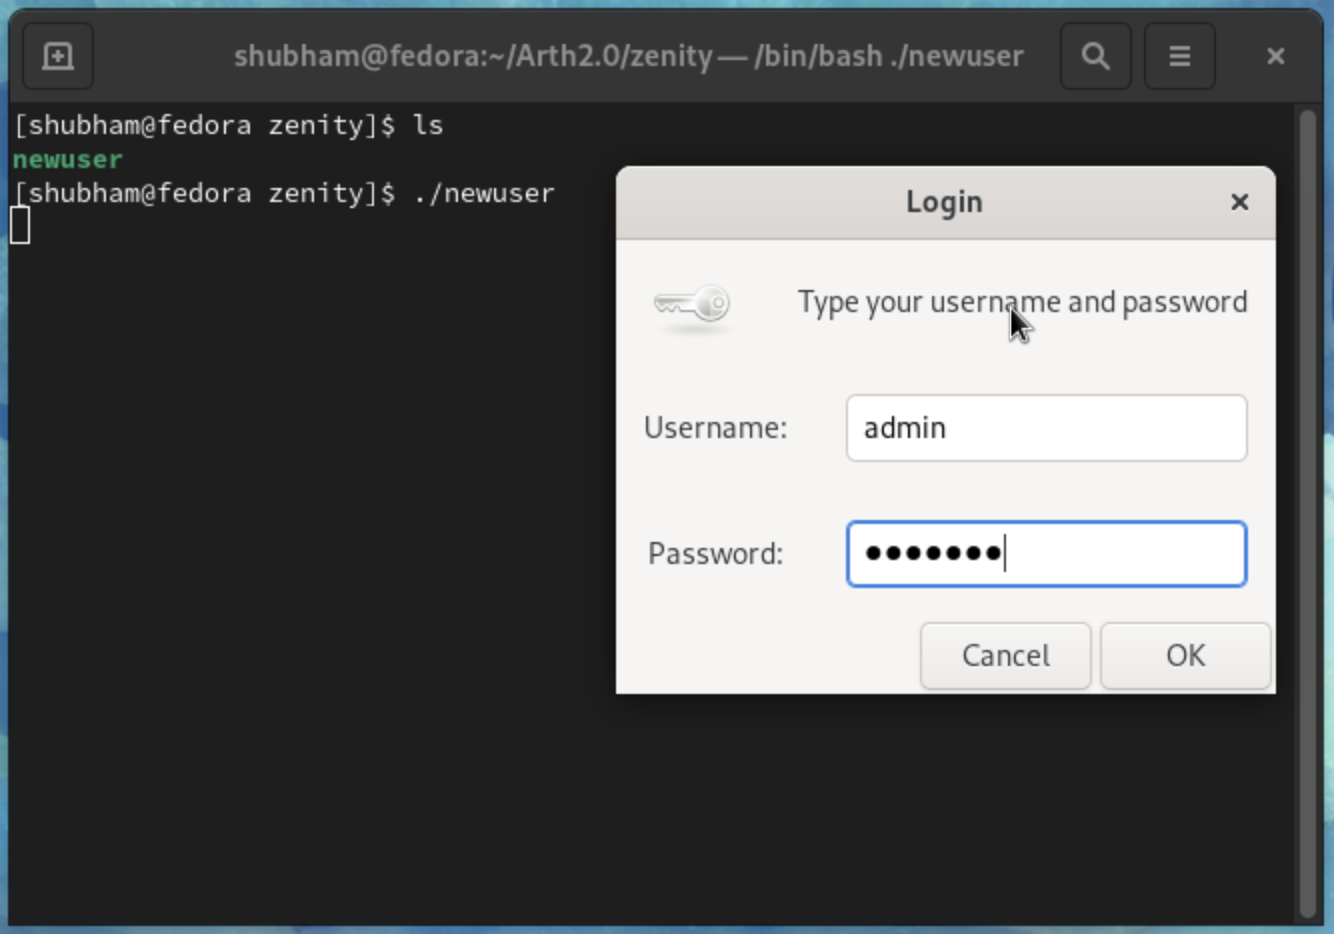 shubham@fedora:~/Arth2.0/zenity — /bin/bash ./newuser
[shubham@fedora zenity]$ ls
newuser
[shubham@fedora zenity]$ ./newuser
Login
Type your username and password
Username: admin
Password: ●●●●●●●
Cancel OK